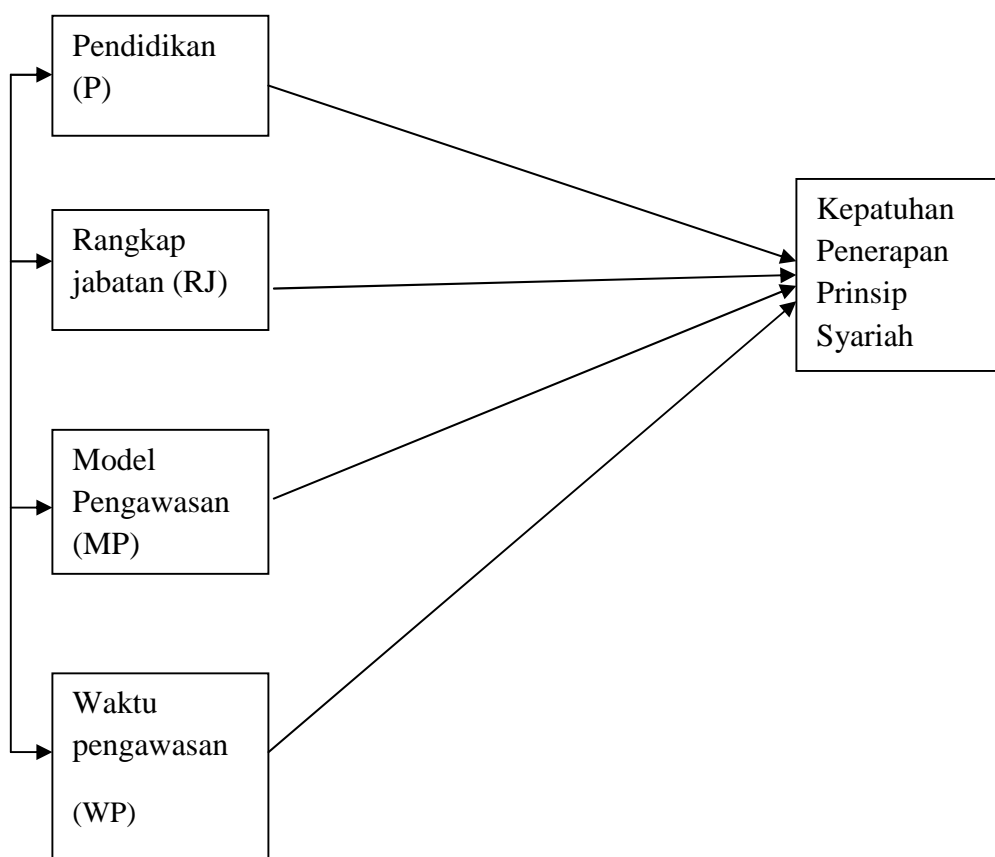 Pendidikan
(P)
Rangkap
jabatan (RJ)
Model
Pengawasan
(MP)
Waktu
pengawasan
(WP)
Kepatuhan
Penerapan
Prinsip
Syariah